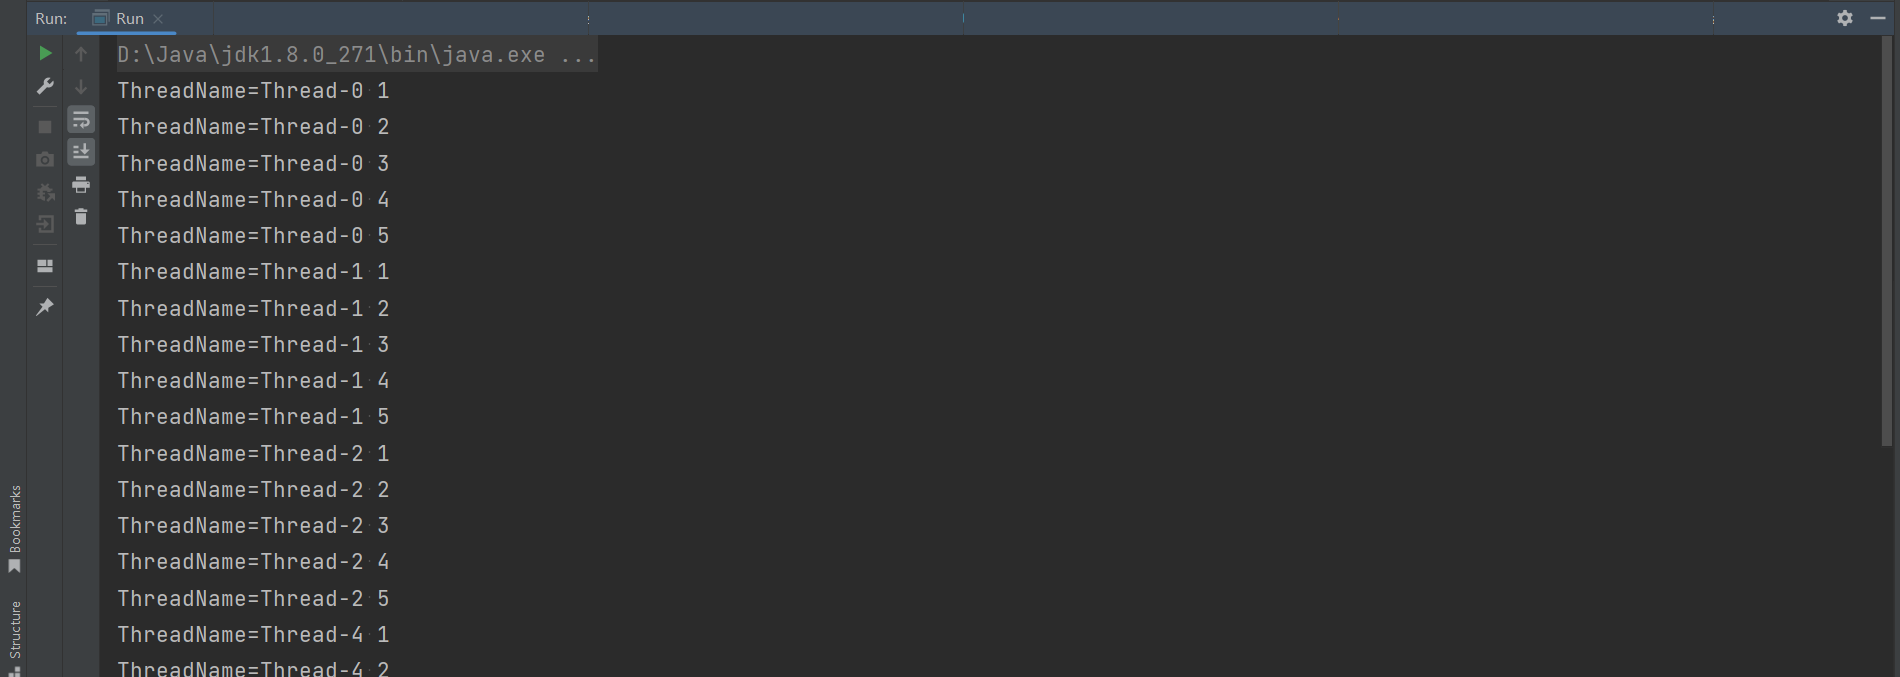 Run: Run
D:\Java\jdk1.8.0_271\bin\java.exe ...
ThreadName=Thread-0 1
ThreadName=Thread-0 2
ThreadName=Thread-0 3
ThreadName=Thread-0 4
ThreadName=Thread-0 5
ThreadName=Thread-1 1
ThreadName=Thread-1 2
ThreadName=Thread-1 3
ThreadName=Thread-1 4
ThreadName=Thread-1 5
ThreadName=Thread-2 1
ThreadName=Thread-2 2
ThreadName=Thread-2 3
ThreadName=Thread-2 4
ThreadName=Thread-2 5
ThreadName=Thread-4 1
ThreadName=Thread-4 2
Bookmarks
Structure